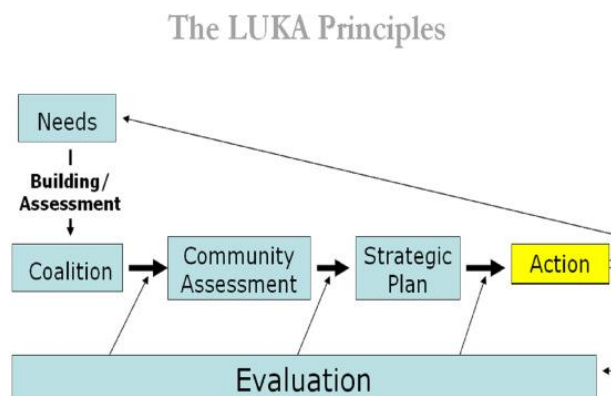 The LUKA Principles
Needs
Building/
Assessment
Coalition
Community
Assessment
Strategic
Plan
Action
Evaluation